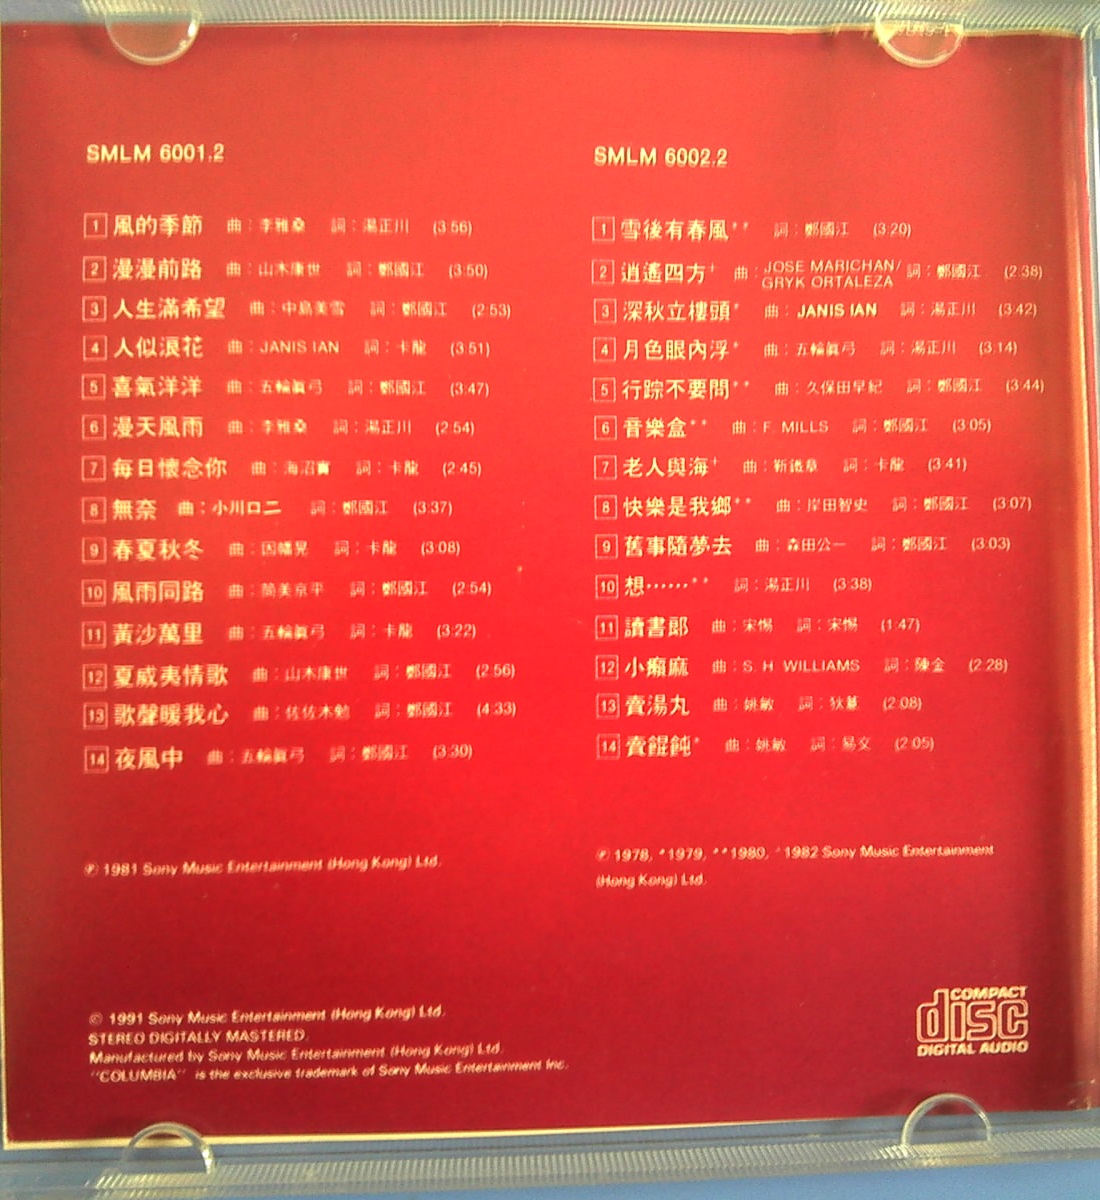 SMLM 6001.2
1 風的季節 曲：李雅桑 詞：湯正川 (3:56)
2 漫漫前路 曲：山木康世 詞：鄭國江 (3:50)
3 人生滿希望 曲：中島美雪 詞：鄭國江 (2:53)
4 人似浪花 曲：JANIS IAN 詞：卡龍 (3:51)
5 喜氣洋洋 曲：五輪眞弓 詞：鄭國江 (3:47)
6 漫天風雨 曲：李雅桑 詞：湯正川 (2:54)
7 每日懷念你 曲：海沼實 詞：卡龍 (2:45)
8 無奈 曲：小川口二 詞：鄭國江 (3:37)
9 春夏秋冬 曲：因幡晃 詞：卡龍 (3:08)
10 風雨同路 曲：筒美京平 詞：鄭國江 (2:54)
11 黃沙萬里 曲：五輪眞弓 詞：卡龍 (3:22)
12 夏威夷情歌 曲：山木康世 詞：鄭國江 (2:56)
13 歌聲暖我心 曲：佐佐木勉 詞：鄭國江 (4:33)
14 夜風中 曲：五輪眞弓 詞：鄭國江 (3:30)
℗ 1981 Sony Music Entertainment (Hong Kong) Ltd.
SMLM 6002.2
1 雪後有春風⁺⁺ 詞：鄭國江 (3:20)
2 逍遙四方⁺ 曲：JOSE MARICHAN/
GRYK ORTALEZA 詞：鄭國江 (2:38)
3 深秋立樓頭* 曲：JANIS IAN 詞：湯正川 (3:42)
4 月色眼內浮* 曲：五輪眞弓 詞：湯正川 (3:14)
5 行踪不要問** 曲：久保田早紀 詞：鄭國江 (3:44)
6 音樂盒** 曲：F. MILLS 詞：鄭國江 (3:05)
7 老人與海⁺ 曲：靳鐵章 詞：卡龍 (3:41)
8 快樂是我鄉** 曲：岸田智史 詞：鄭國江 (3:07)
9 舊事隨夢去 曲：森田公一 詞：鄭國江 (3:03)
10 想⋯⋯** 詞：湯正川 (3:38)
11 讀書郎 曲：宋惕 詞：宋惕 (1:47)
12 小癩麻 曲：S. H. WILLIAMS 詞：陳金 (2:28)
13 賣湯丸 曲：姚敏 詞：狄薏 (2:08)
14 賣餛飩* 曲：姚敏 詞：易文 (2:05)
℗ 1978, *1979, **1980, ⁺1982 Sony Music Entertainment
(Hong Kong) Ltd.
© 1991 Sony Music Entertainment (Hong Kong) Ltd.
STEREO DIGITALLY MASTERED.
Manufactured by Sony Music Entertainment (Hong Kong) Ltd.
"COLUMBIA" is the exclusive trademark of Sony Music Entertainment Inc.
COMPACT
disc
DIGITAL AUDIO